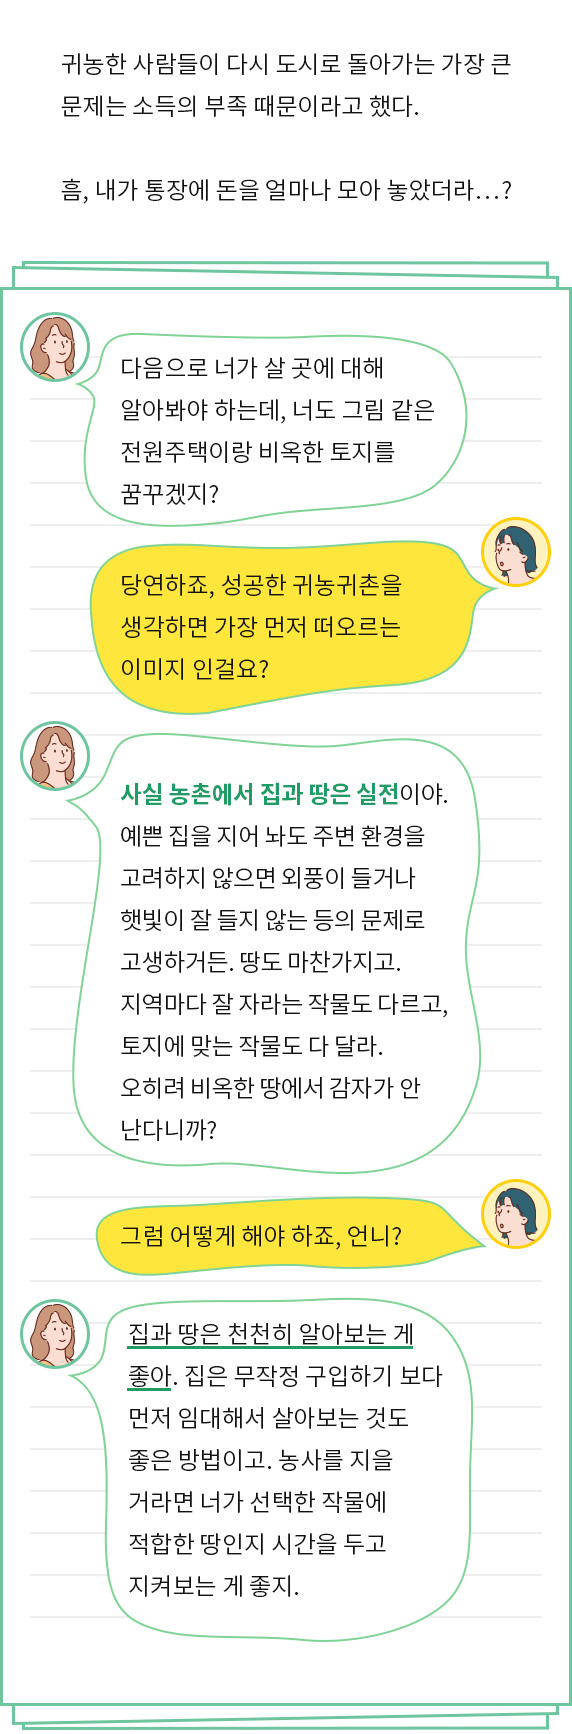 귀농한 사람들이 다시 도시로 돌아가는 가장 큰
문제는 소득의 부족 때문이라고 했다.
흠, 내가 통장에 돈을 얼마나 모아 놓았더라…?
다음으로 너가 살 곳에 대해
알아봐야 하는데, 너도 그림 같은
전원주택이랑 비옥한 토지를
꿈꾸겠지?
당연하죠, 성공한 귀농귀촌을
생각하면 가장 먼저 떠오르는
이미지 인걸요?
사실 농촌에서 집과 땅은 실전이야.
예쁜 집을 지어 놔도 주변 환경을
고려하지 않으면 외풍이 들거나
햇빛이 잘 들지 않는 등의 문제로
고생하거든. 땅도 마찬가지고.
지역마다 잘 자라는 작물도 다르고,
토지에 맞는 작물도 다 달라.
오히려 비옥한 땅에서 감자가 안
난다니까?
그럼 어떻게 해야 하죠, 언니?
집과 땅은 천천히 알아보는 게
좋아. 집은 무작정 구입하기 보다
먼저 임대해서 살아보는 것도
좋은 방법이고. 농사를 지을
거라면 너가 선택한 작물에
적합한 땅인지 시간을 두고
지켜보는 게 좋지.